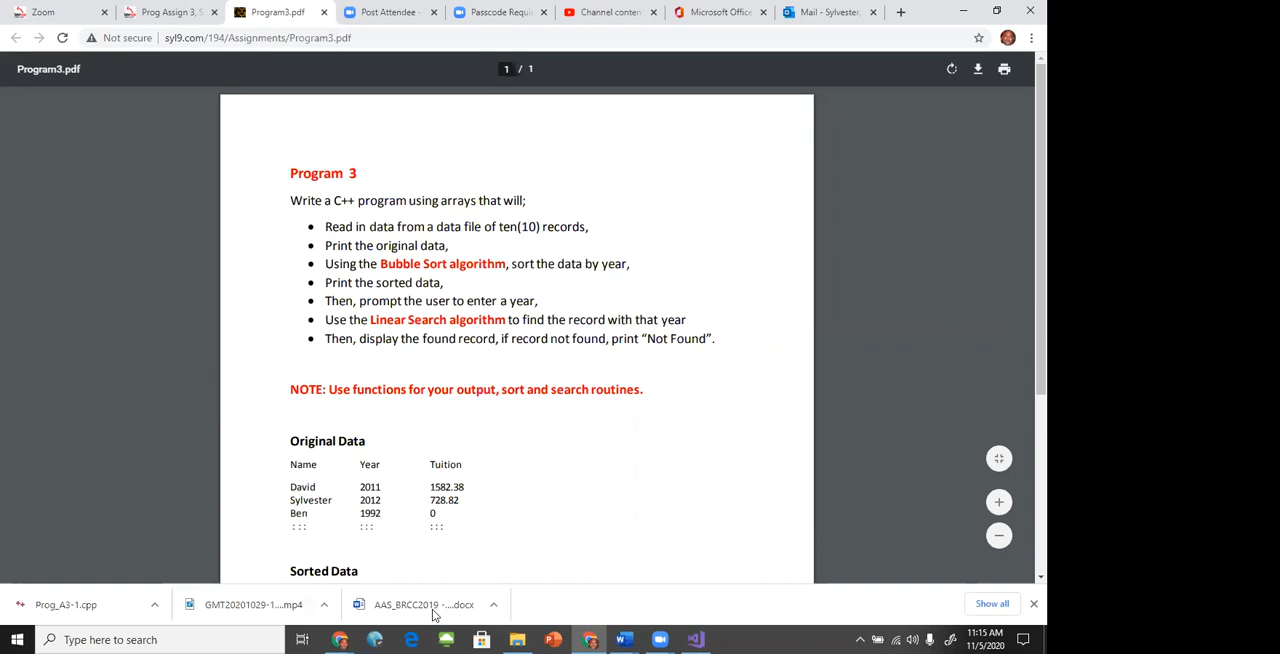 Zoom
Prog Assign 3, S
Program3.pdf
Post Attendee -
Passcode Requi
Channel conten
Microsoft Office
Mail - Sylvester,
Not secure | syl9.com/194/Assignments/Program3.pdf
Program3.pdf
1 / 1
Program 3
Write a C++ program using arrays that will;
• Read in data from a data file of ten(10) records,
• Print the original data,
• Using the Bubble Sort algorithm, sort the data by year,
• Print the sorted data,
• Then, prompt the user to enter a year,
• Use the Linear Search algorithm to find the record with that year
• Then, display the found record, if record not found, print “Not Found”.
NOTE: Use functions for your output, sort and search routines.
Original Data
Name Year Tuition
David 2011 1582.38
Sylvester 2012 728.82
Ben 1992 0
: : : : : : : : :
Sorted Data
Prog_A3-1.cpp
GMT20201029-1....mp4
AAS_BRCC2019 -....docx
Show all
Type here to search
11:15 AM
11/5/2020